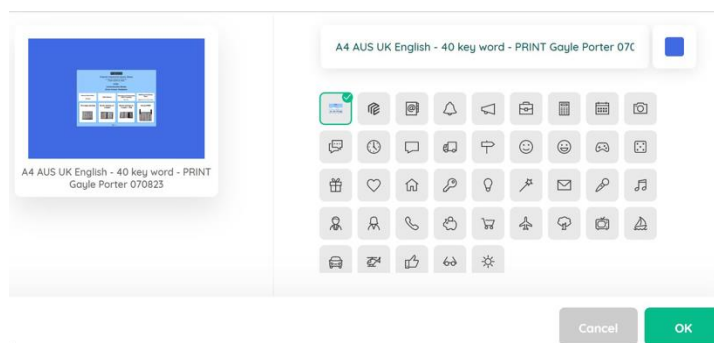 A4 AUS UK English - 40 key word - PRINT
Gayle Porter 070823
A4 AUS UK English - 40 key word - PRINT Gayle Porter 070
Cancel
OK